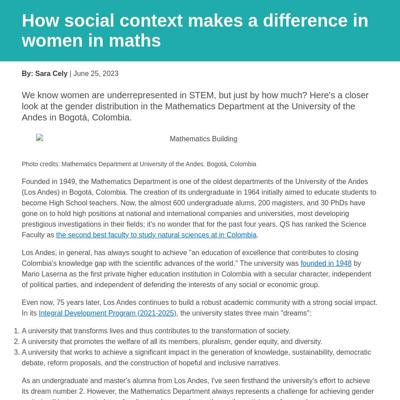 How social context makes a difference in
women in maths
By: Sara Cely | June 25, 2023
We know women are underrepresented in STEM, but just by how much? Here's a closer
look at the gender distribution in the Mathematics Department at the University of the
Andes in Bogotá, Colombia.
Mathematics Building
Photo credits: Mathematics Department at University of the Andes. Bogotá, Colombia
Founded in 1949, the Mathematics Department is one of the oldest departments of the University of the Andes
(Los Andes) in Bogotá, Colombia. The creation of its undergraduate in 1964 initially aimed to educate students to
become High School teachers. Now, the almost 600 undergraduate alums, 200 magisters, and 30 PhDs have
gone on to hold high positions at national and international companies and universities, most developing
prestigious investigations in their fields; it's no wonder that for the past four years, QS has ranked the Science
Faculty as the second best faculty to study natural sciences at in Colombia.
Los Andes, in general, has always sought to achieve "an education of excellence that contributes to closing
Colombia's knowledge gap with the scientific advances of the world." The university was founded in 1948 by
Mario Laserna as the first private higher education institution in Colombia with a secular character, independent
of political parties, and independent of defending the interests of any social or economic group.
Even now, 75 years later, Los Andes continues to build a robust academic community with a strong social impact.
In its Integral Development Program (2021-2025), the university states three main "dreams":
1. A university that transforms lives and thus contributes to the transformation of society.
2. A university that promotes the welfare of all its members, pluralism, gender equity, and diversity.
3. A university that works to achieve a significant impact in the generation of knowledge, sustainability, democratic
debate, reform proposals, and the construction of hopeful and inclusive narratives.
As an undergraduate and master's alumna from Los Andes, I've seen firsthand the university's effort to
achieve its dream number 2. However, the Mathematics Department always represents a challenge for achieving gender